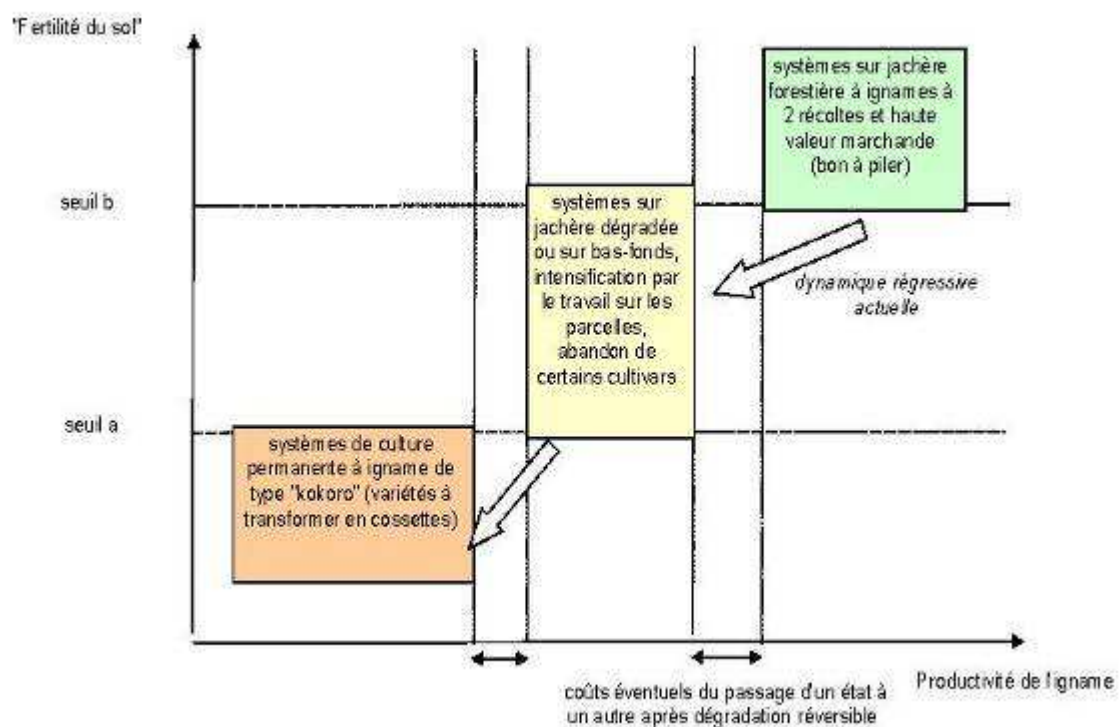 "Fertilité du sol"
systèmes sur jachère
forestière à ignames à
2 récoltes et haute
valeur marchande
(bon à piler)
seuil b
systèmes sur
jachère dégradée
ou sur bas-fonds,
intensification par
le travail sur les
parcelles,
abandon de
certains cultivars
dynamique régressive
actuelle
seuil a
systèmes de culture
permanente à igname de
type "kokoro" (variétés à
transformer en cossettes)
Productivité de l'igname
coûts éventuels du passage d'un état à
un autre après dégradation réversible